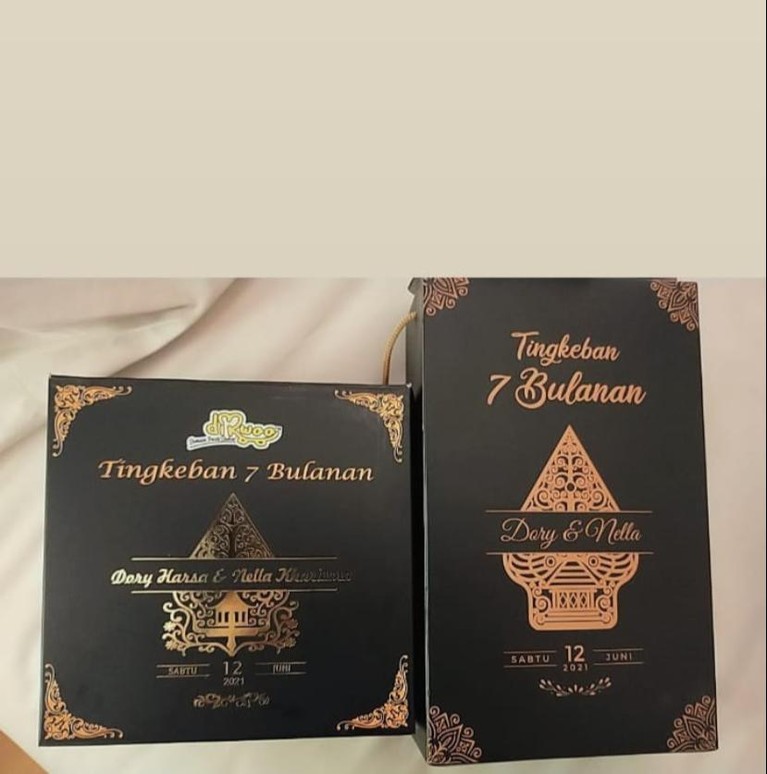 Tingkeban 7 Bulanan
Dory Harsa & Nella
SABTU 12 JUNI
2021
Tingkeban
7 Bulanan
Dory & Nella
SABTU 12 JUNI
2021